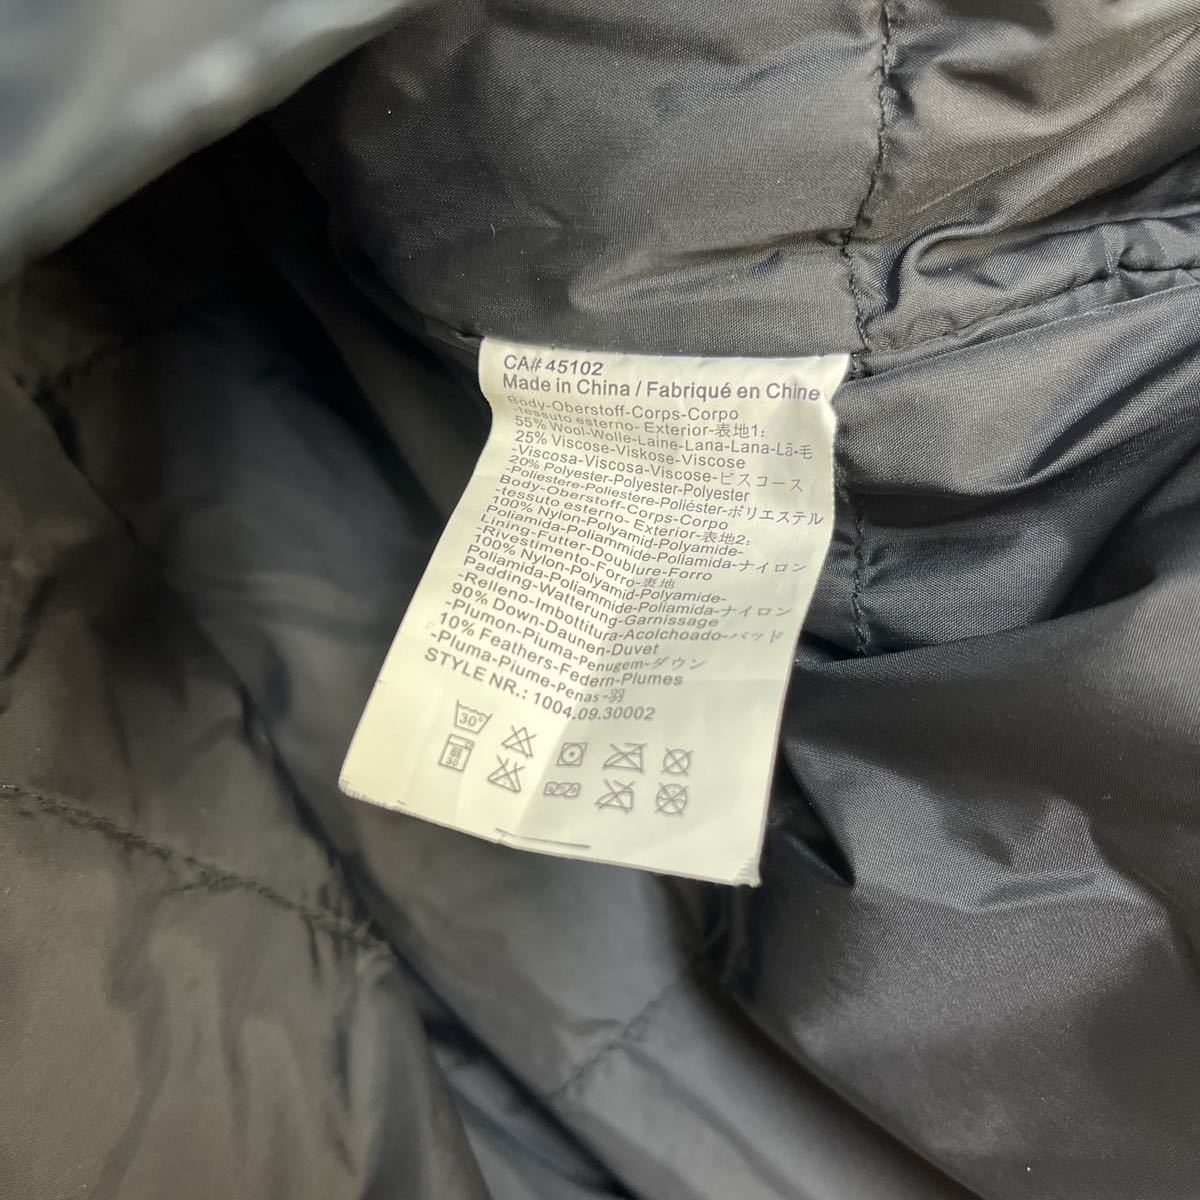 CA# 45102
Made in China / Fabriqué en Chine
Body-Oberstoff-Corps-Corpo
-tessuto esterno- Exterior-表地1:
55% Wool-Wolle-Laine-Lana-Lana-Lã-毛
25% Viscose-Viskose-Viscose
-Viscosa-Viscosa-Viscose-ビスコース
20% Polyester-Polyester-Polyester
-Poliestere-Poliestere-Poliéster-ポリエステル
Body-Oberstoff-Corps-Corpo
-tessuto esterno- Exterior-表地2:
100% Nylon-Polyamid-Polyamide-
Poliamida-Poliammide-Poliamida-ナイロン
Lining-Futter-Doublure-Forro
-Rivestimento-Forro-裏地
100% Nylon-Polyamid-Polyamide-
Poliamida-Poliammide-Poliamida-ナイロン
Padding-Watterung-Garnissage
-Relleno-Imbottitura-Acolchoado-パッド
90% Down-Daunen-Duvet
-Plumon-Piuma-Penugem-ダウン
10% Feathers-Federn-Plumes
-Pluma-Piume-Penas-羽
STYLE NR.: 1004.09.30002
30°